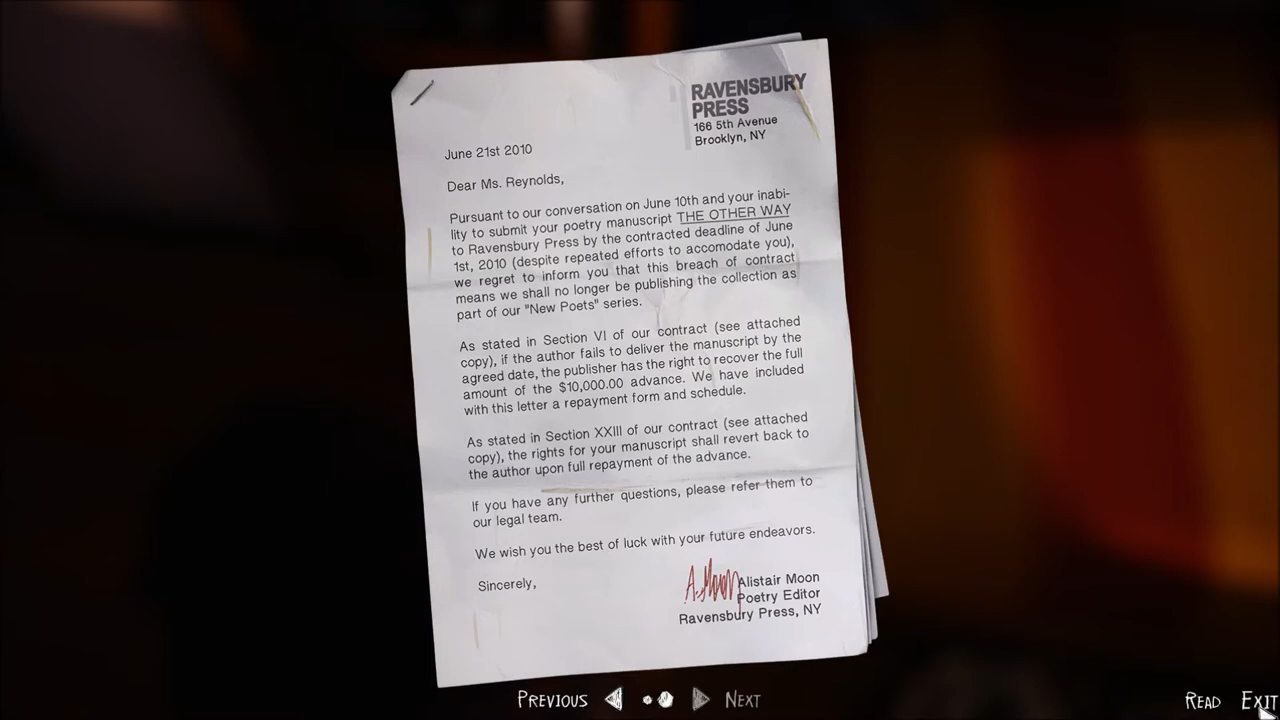 RAVENSBURY
PRESS
166 5th Avenue
Brooklyn, NY
June 21st 2010
Dear Ms. Reynolds,
Pursuant to our conversation on June 10th and your inabi-
lity to submit your poetry manuscript THE OTHER WAY
to Ravensbury Press by the contracted deadline of June
1st, 2010 (despite repeated efforts to accomodate you),
we regret to inform you that this breach of contract
means we shall no longer be publishing the collection as
part of our "New Poets" series.
As stated in Section VI of our contract (see attached
copy), if the author fails to deliver the manuscript by the
agreed date, the publisher has the right to recover the full
amount of the $10,000.00 advance. We have included
with this letter a repayment form and schedule.
As stated in Section XXIII of our contract (see attached
copy), the rights for your manuscript shall revert back to
the author upon full repayment of the advance.
If you have any further questions, please refer them to
our legal team.
We wish you the best of luck with your future endeavors.
Sincerely,
A. Moon
Alistair Moon
Poetry Editor
Ravensbury Press, NY
PREVIOUS NEXT
READ EXIT